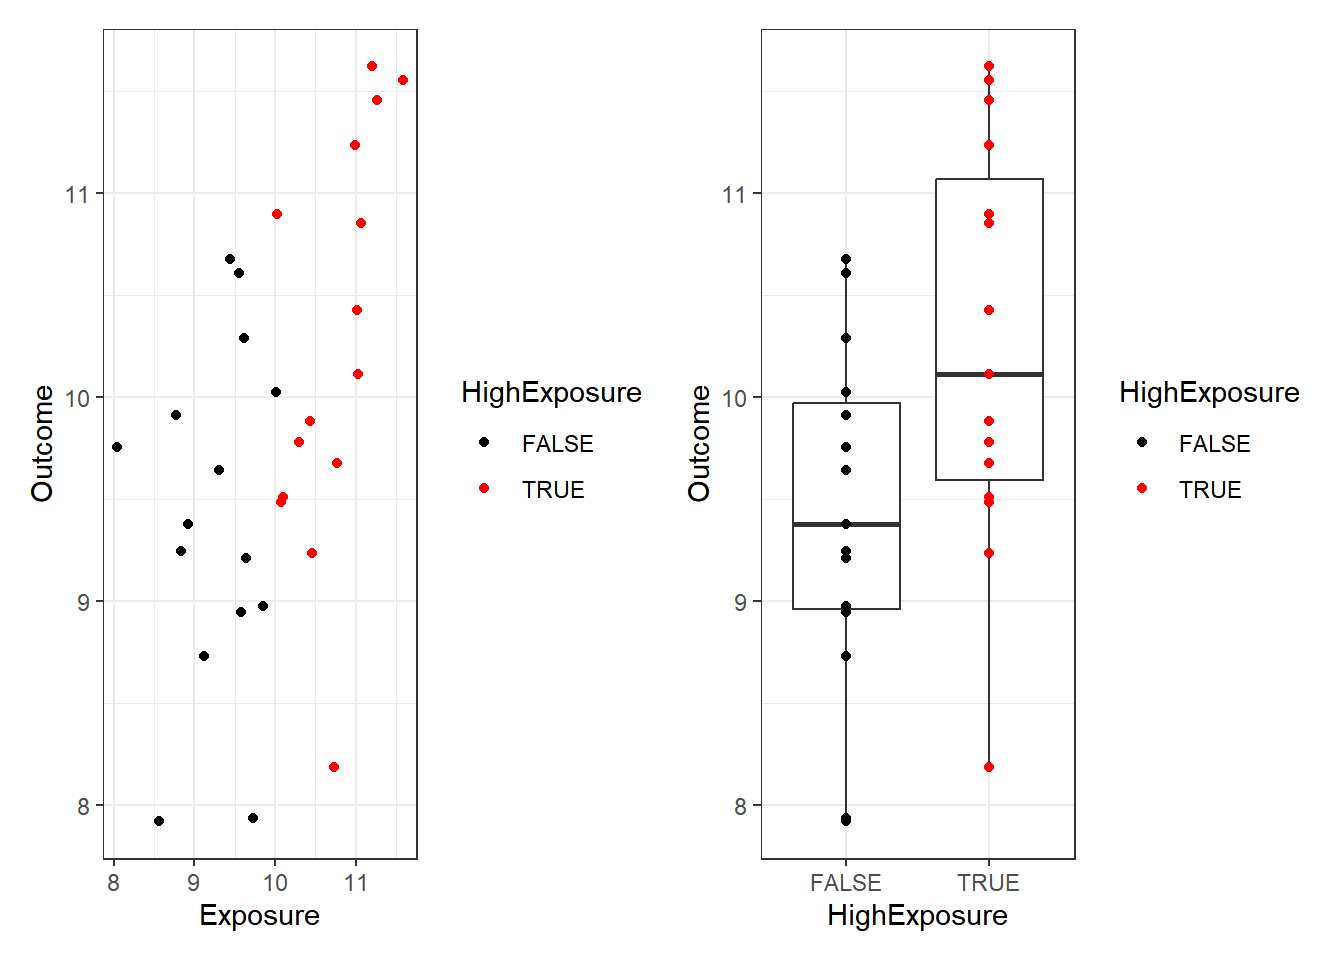 Outcome
11
10
9
8
8 9 10 11
Exposure
HighExposure
FALSE
TRUE
Outcome
11
10
9
8
FALSE TRUE
HighExposure
HighExposure
FALSE
TRUE